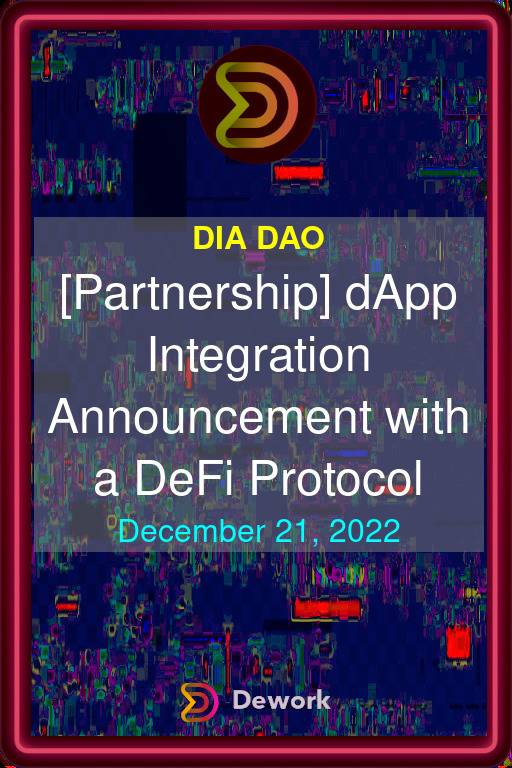 DIA DAO
[Partnership] dApp
Integration
Announcement with
a DeFi Protocol
December 21, 2022
Dework